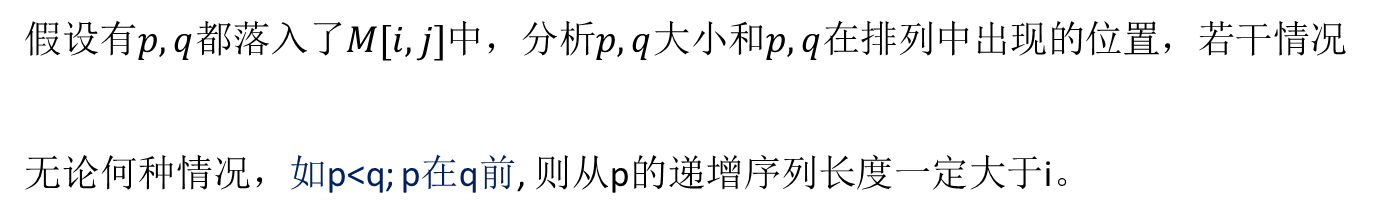 假设有p, q都落入了M[i, j]中，分析p, q大小和p, q在排列中出现的位置，若干情况
无论何种情况，如p<q; p在q前, 则从p的递增序列长度一定大于i。